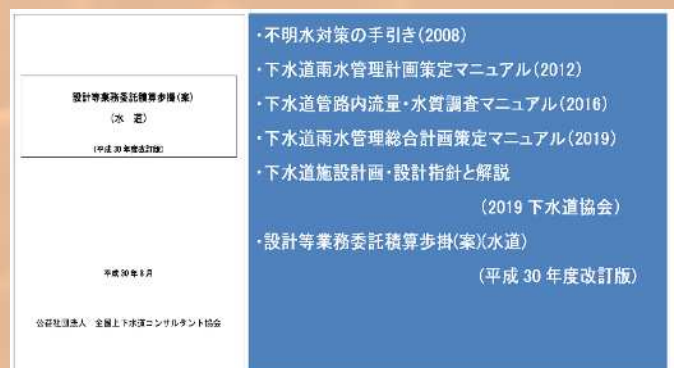 設計等業務委託積算歩掛(案)
(水 道)
(平成 30 年度改訂版)
平成 30 年 8 月
公益社団法人 全国上下水道コンサルタント協会
・不明水対策の手引き(2008)
・下水道雨水管理計画策定マニュアル(2012)
・下水道管路内流量・水質調査マニュアル(2016)
・下水道雨水管理総合計画策定マニュアル(2019)
・下水道施設計画・設計指針と解説
(2019 下水道協会)
・設計等業務委託積算歩掛(案)(水道)
(平成 30 年度改訂版)